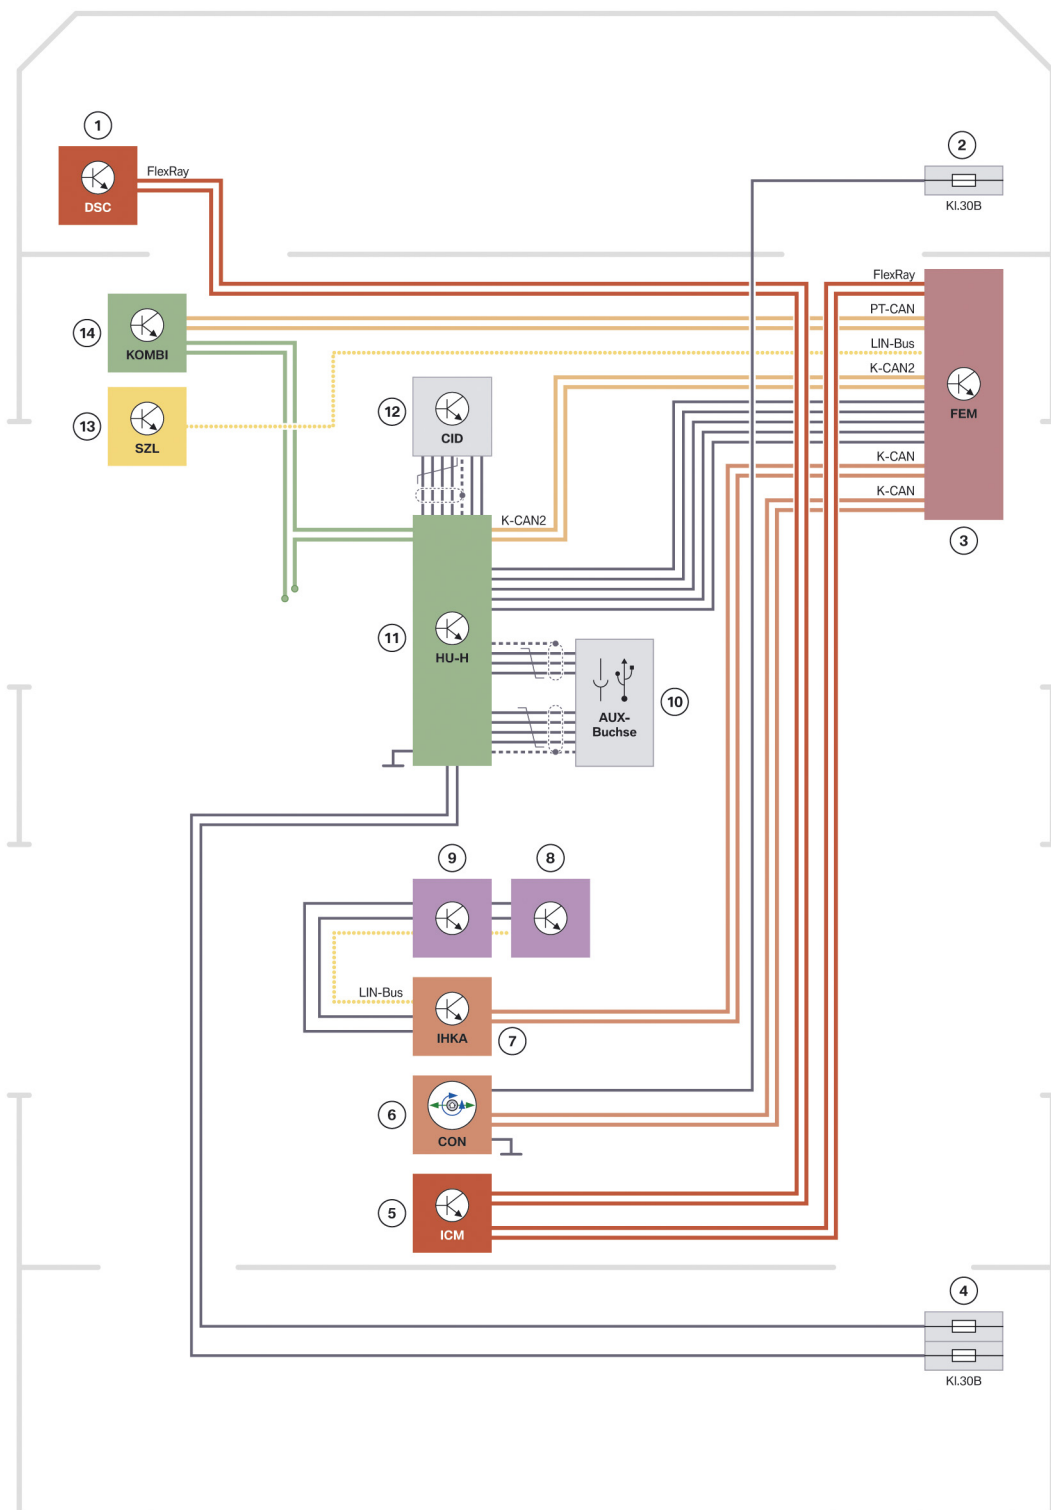 1
2
FlexRay
DSC
Kl.30B
FlexRay
PT-CAN
14
KOMBI
LIN-Bus
K-CAN2
12
CID
FEM
13
SZL
K-CAN
K-CAN
K-CAN2
3
11
HU-H
10
AUX-
Buchse
9
8
LIN-Bus
IHKA
7
6
CON
5
ICM
4
Kl.30B